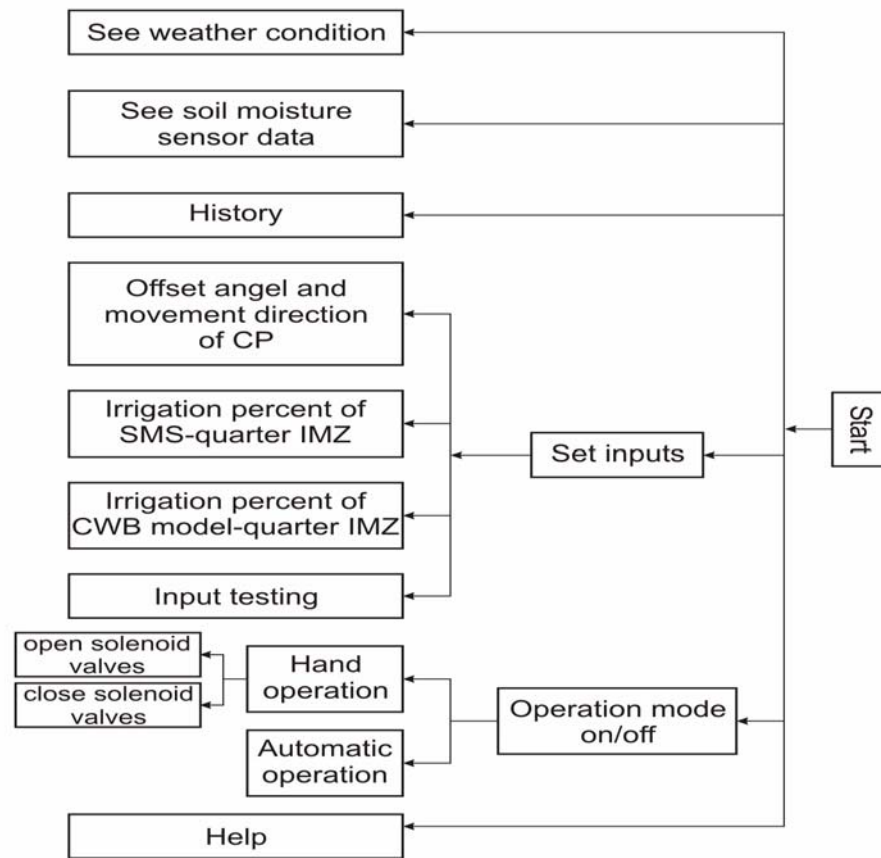 See weather condition
See soil moisture
sensor data
History
Offset angel and
movement direction
of CP
Irrigation percent of
SMS-quarter IMZ
Irrigation percent of
CWB model-quarter IMZ
Input testing
Set inputs
Start
open solenoid
valves
close solenoid
valves
Hand
operation
Automatic
operation
Operation mode
on/off
Help